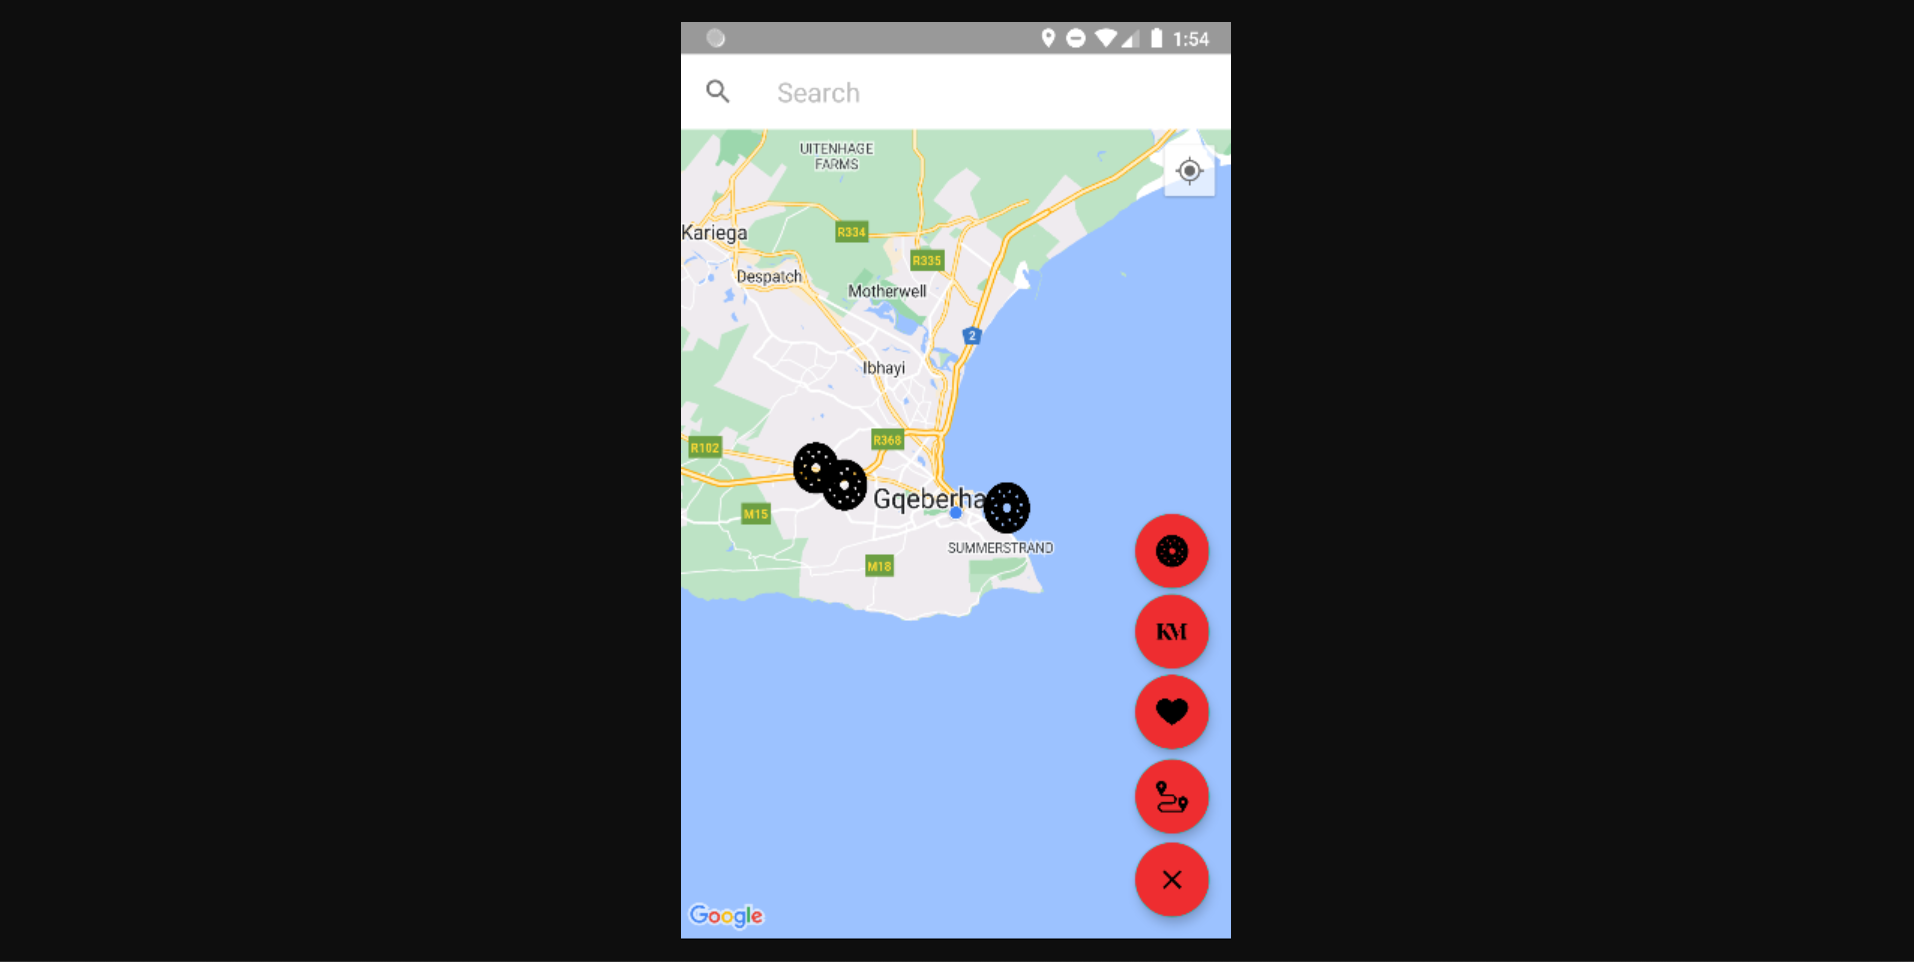 1:54
Search
UITENHAGE
FARMS
Kariega
R334
R335
Despatch
Motherwell
2
Ibhayi
R368
R102
Gqeberha
M15
SUMMERSTRAND
M18
KM
Google